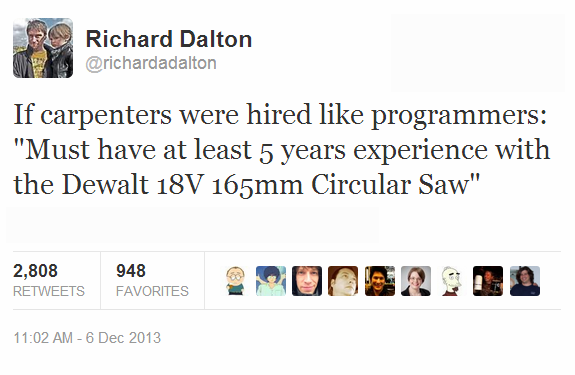 Richard Dalton
@richardadalton
If carpenters were hired like programmers:
"Must have at least 5 years experience with
the Dewalt 18V 165mm Circular Saw"
2,808 948
RETWEETS FAVORITES
11:02 AM - 6 Dec 2013